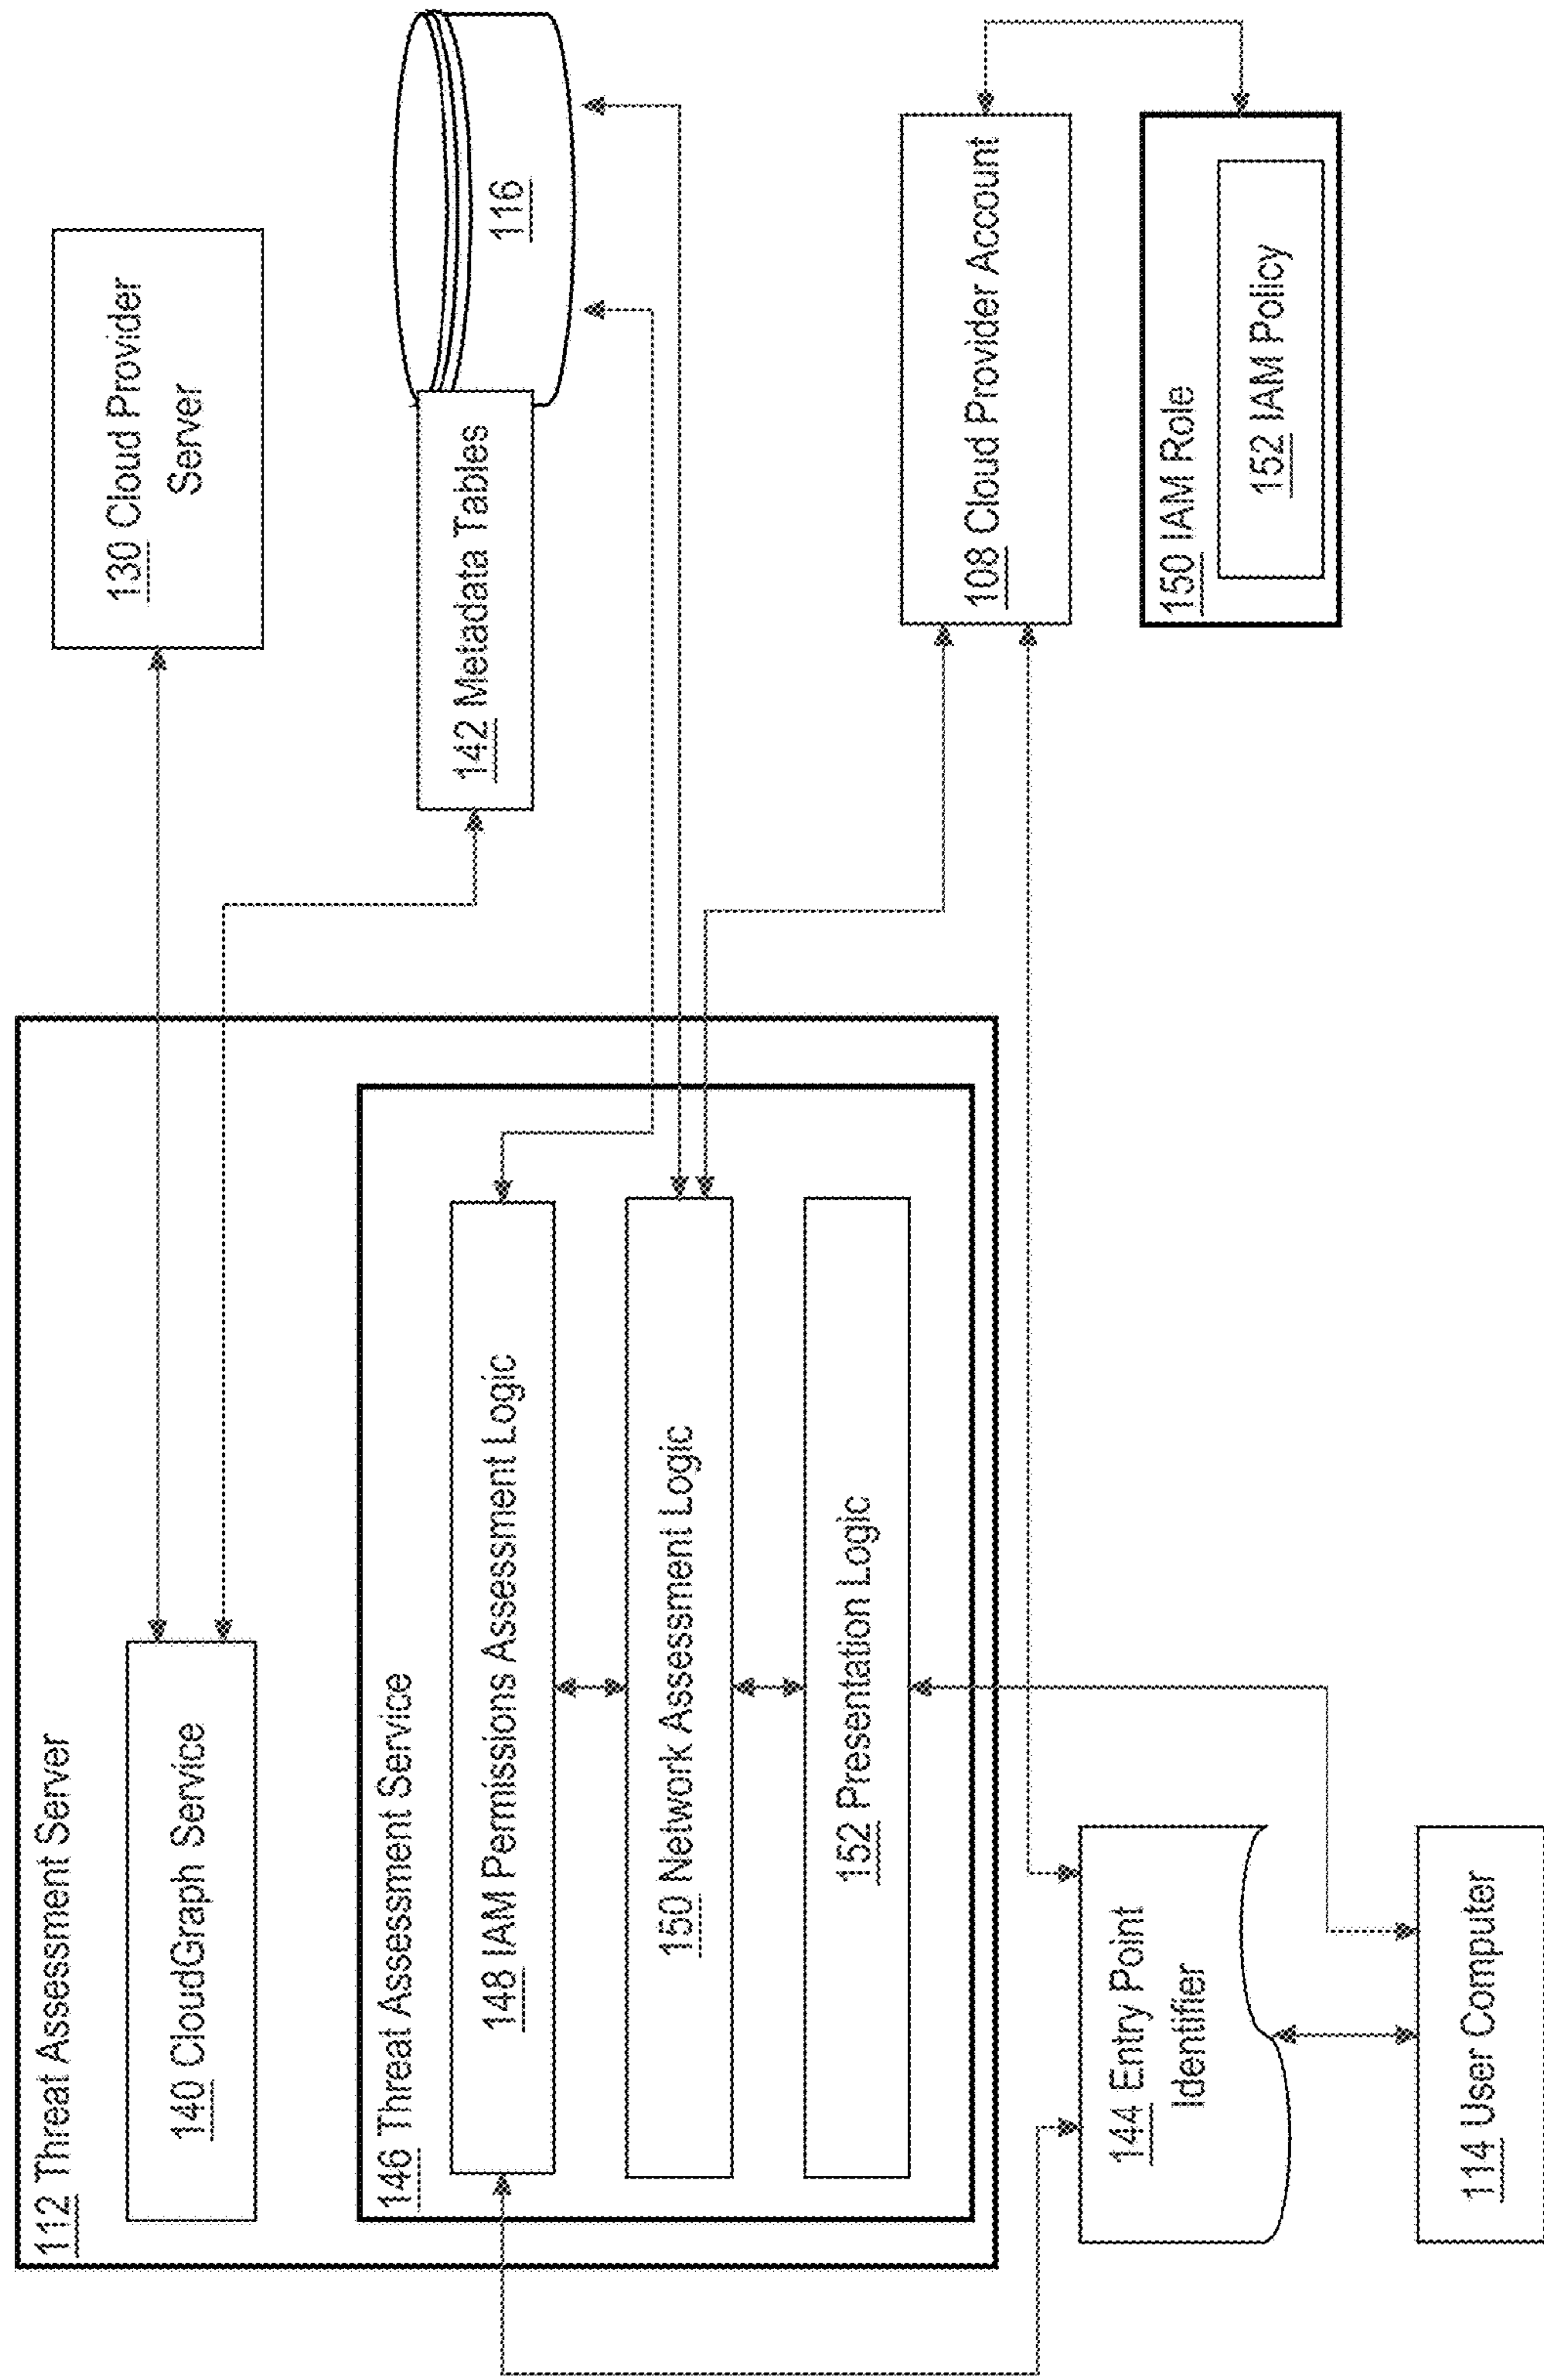 112 Threat Assessment Server
140 CloudGraph Service
130 Cloud Provider
Server
146 Threat Assessment Service
148 IAM Permissions Assessment Logic
142 Metadata Tables
116
150 Network Assessment Logic
152 Presentation Logic
108 Cloud Provider Account
144 Entry Point
Identifier
150 IAM Role
152 IAM Policy
114 User Computer